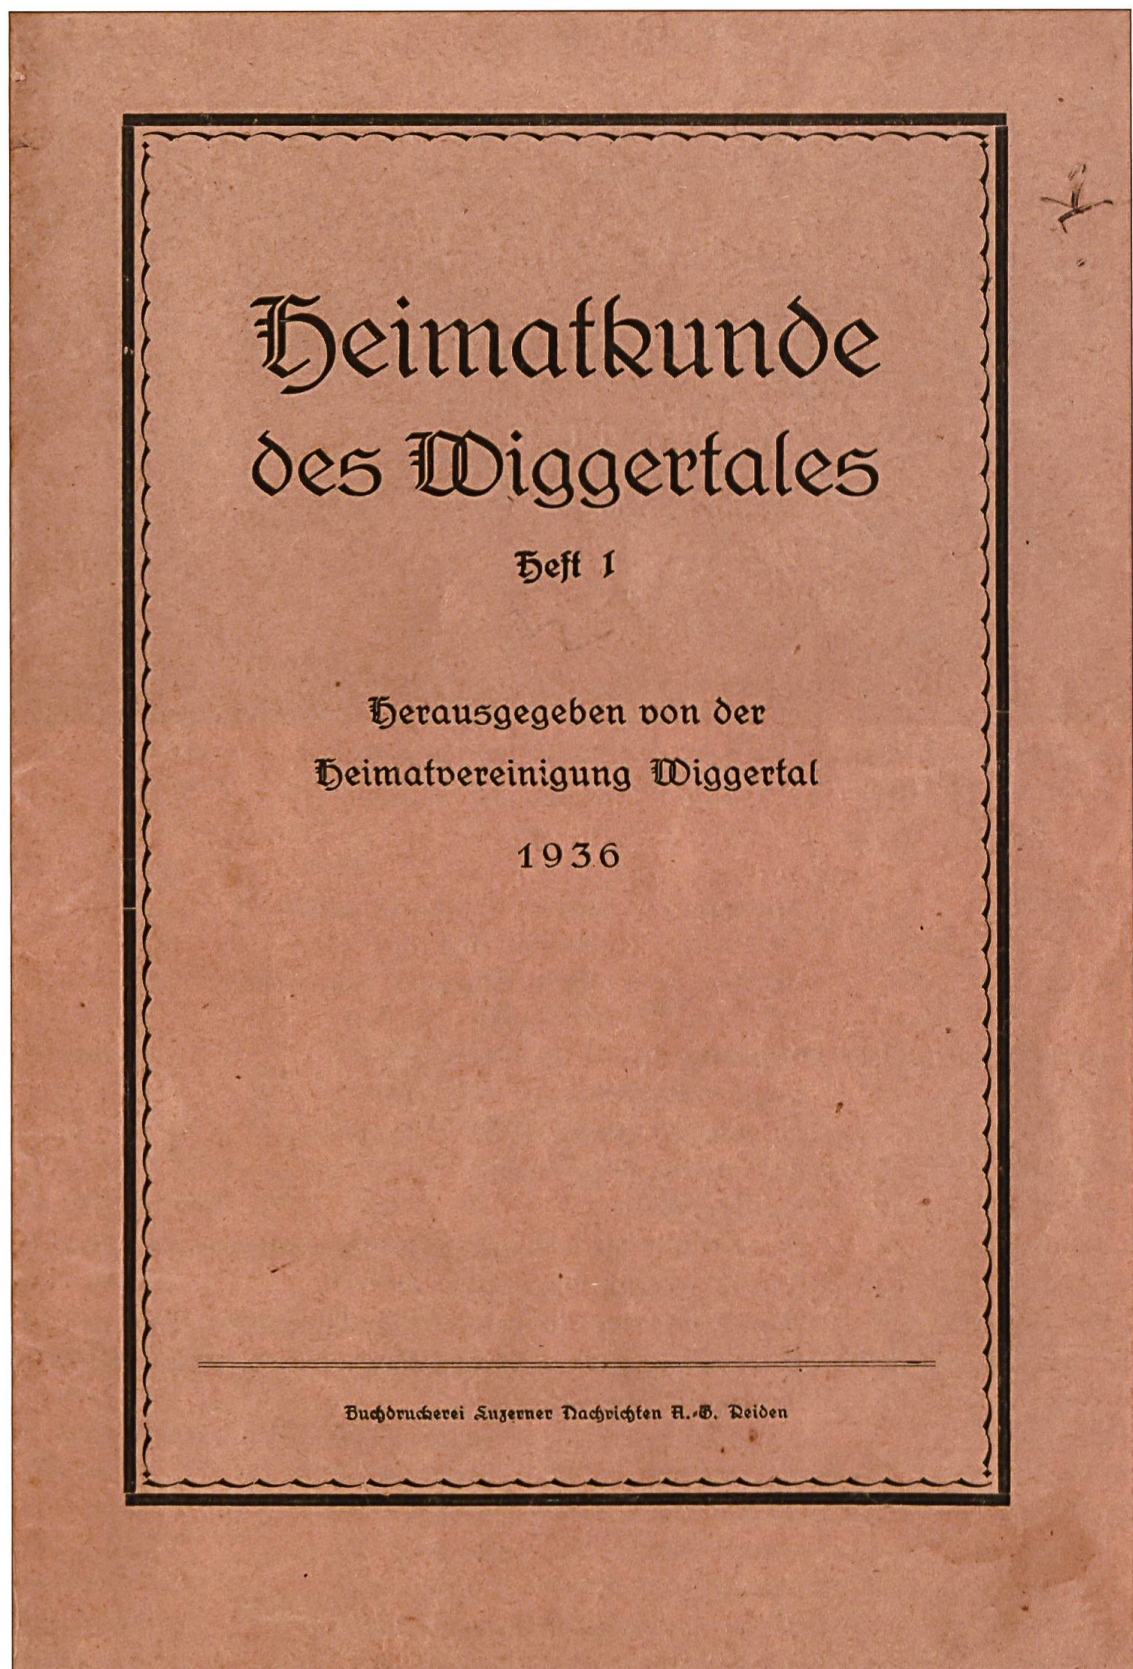 Heimatkunde
des Wiggertales
Heft 1
Herausgegeben von der
Heimatvereinigung Wiggertal
1936
Buchdruckerei Luzerner Nachrichten A.-G. Reiden